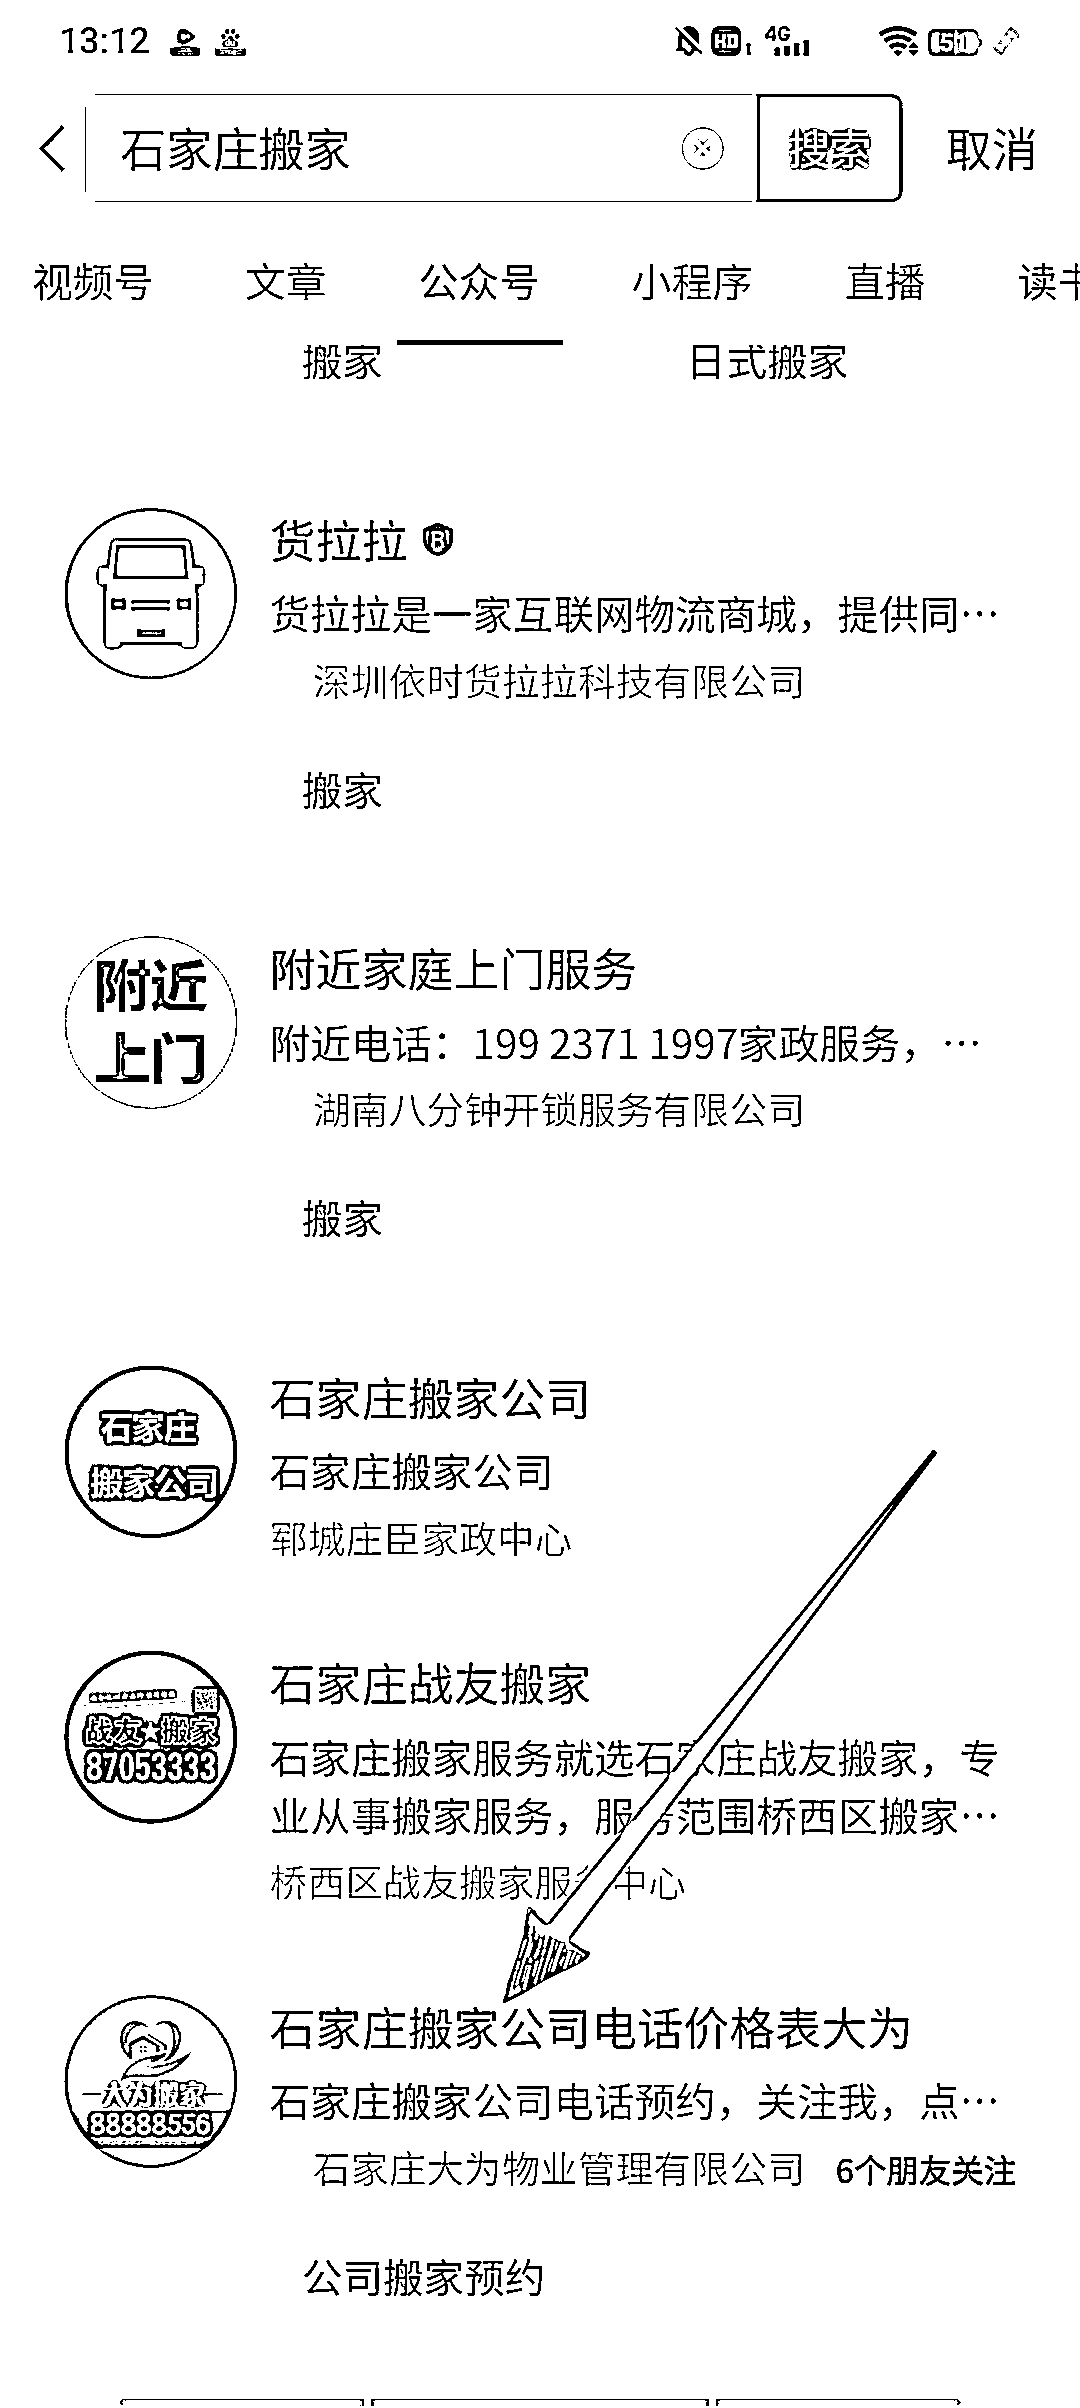 13:12 HD 4G
石家庄搬家 搜索 取消
视频号 文章 公众号 小程序 直播 读书
搬家 日式搬家
货拉拉
货拉拉是一家互联网物流商城，提供同…
深圳依时货拉拉科技有限公司
搬家
附近
上门
附近家庭上门服务
附近电话：199 2371 1997家政服务，…
湖南八分钟开锁服务有限公司
搬家
石家庄
搬家公司
石家庄搬家公司
石家庄搬家公司
郓城庄臣家政中心
战友★搬家
87053333
石家庄战友搬家
石家庄搬家服务就选石家庄战友搬家，专
业从事搬家服务，服务范围桥西区搬家…
桥西区战友搬家服务中心
大为搬家
88888556
石家庄搬家公司电话价格表大为
石家庄搬家公司电话预约，关注我，点…
石家庄大为物业管理有限公司 6个朋友关注
公司搬家预约